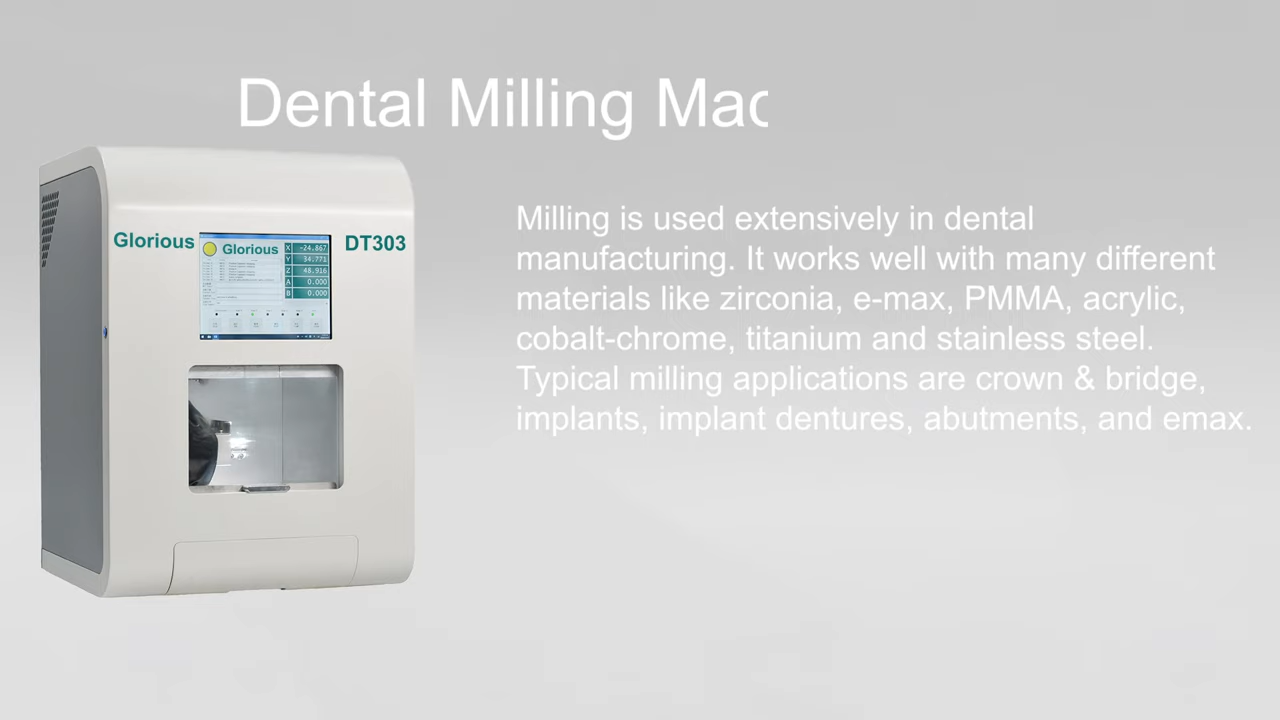 Dental Milling Mac
Glorious
DT303
Glorious
X -24.867
Y 34.771
Z 48.916
A 0.000
B 0.000
Milling is used extensively in dental
manufacturing. It works well with many different
materials like zirconia, e-max, PMMA, acrylic,
cobalt-chrome, titanium and stainless steel.
Typical milling applications are crown & bridge,
implants, implant dentures, abutments, and emax.